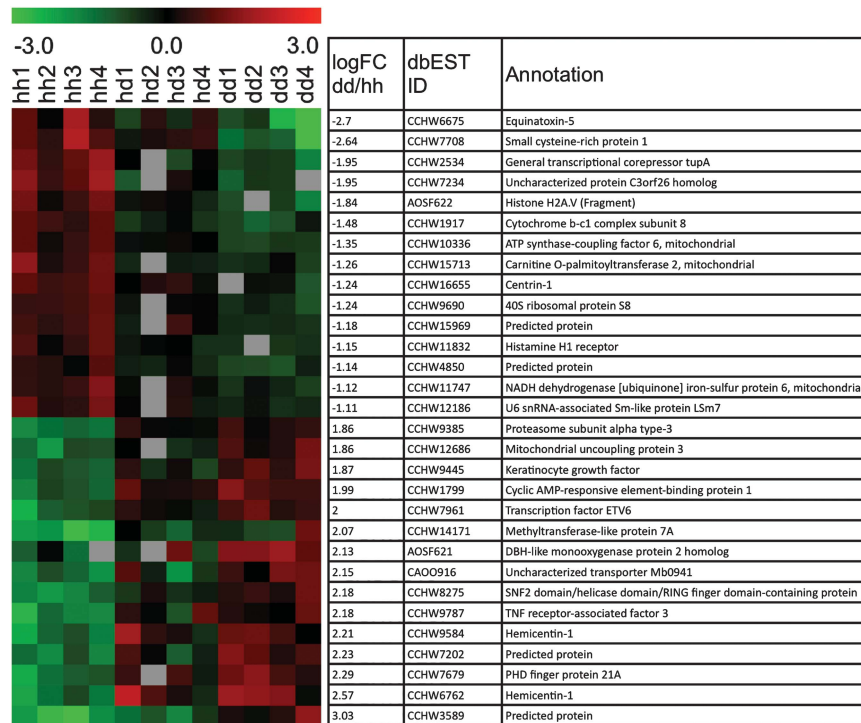 -3.0 0.0 3.0
hh1 hh2 hh3 hh4 hd1 hd2 hd3 hd4 dd1 dd2 dd3 dd4
logFC dbEST
dd/hh ID Annotation
-2.7 CCHW6675 Equinatoxin-5
-2.64 CCHW7708 Small cysteine-rich protein 1
-1.95 CCHW2534 General transcriptional corepressor tupA
-1.95 CCHW7234 Uncharacterized protein C3orf26 homolog
-1.84 AOSF622 Histone H2A.V (Fragment)
-1.48 CCHW1917 Cytochrome b-c1 complex subunit 8
-1.35 CCHW10336 ATP synthase-coupling factor 6, mitochondrial
-1.26 CCHW15713 Carnitine O-palmitoyltransferase 2, mitochondrial
-1.24 CCHW16655 Centrin-1
-1.24 CCHW9690 40S ribosomal protein S8
-1.18 CCHW15969 Predicted protein
-1.15 CCHW11832 Histamine H1 receptor
-1.14 CCHW4850 Predicted protein
-1.12 CCHW11747 NADH dehydrogenase [ubiquinone] iron-sulfur protein 6, mitochondria
-1.11 CCHW12186 U6 snRNA-associated Sm-like protein LSm7
1.86 CCHW9385 Proteasome subunit alpha type-3
1.86 CCHW12686 Mitochondrial uncoupling protein 3
1.87 CCHW9445 Keratinocyte growth factor
1.99 CCHW1799 Cyclic AMP-responsive element-binding protein 1
2 CCHW7961 Transcription factor ETV6
2.07 CCHW14171 Methyltransferase-like protein 7A
2.13 AOSF621 DBH-like monooxygenase protein 2 homolog
2.15 CAOO916 Uncharacterized transporter Mb0941
2.18 CCHW8275 SNF2 domain/helicase domain/RING finger domain-containing protein
2.18 CCHW9787 TNF receptor-associated factor 3
2.21 CCHW9584 Hemicentin-1
2.23 CCHW7202 Predicted protein
2.29 CCHW7679 PHD finger protein 21A
2.57 CCHW6762 Hemicentin-1
3.03 CCHW3589 Predicted protein